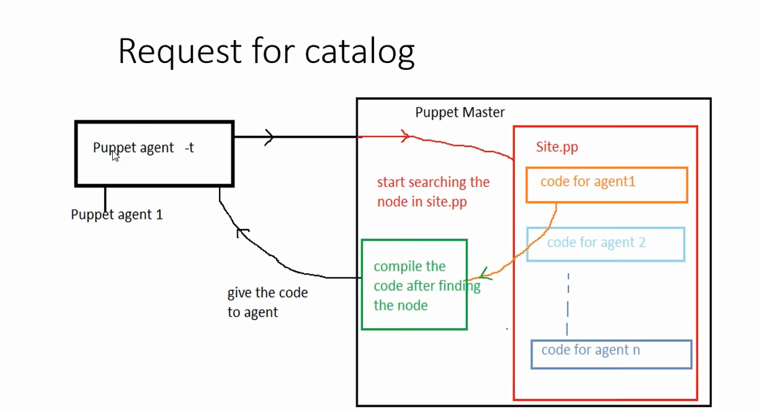 Request for catalog
Puppet Master
Puppet agent -t
Site.pp
code for agent1
start searching the
node in site.pp
Puppet agent 1
code for agent 2
compile the
code after finding
the node
give the code
to agent
code for agent n